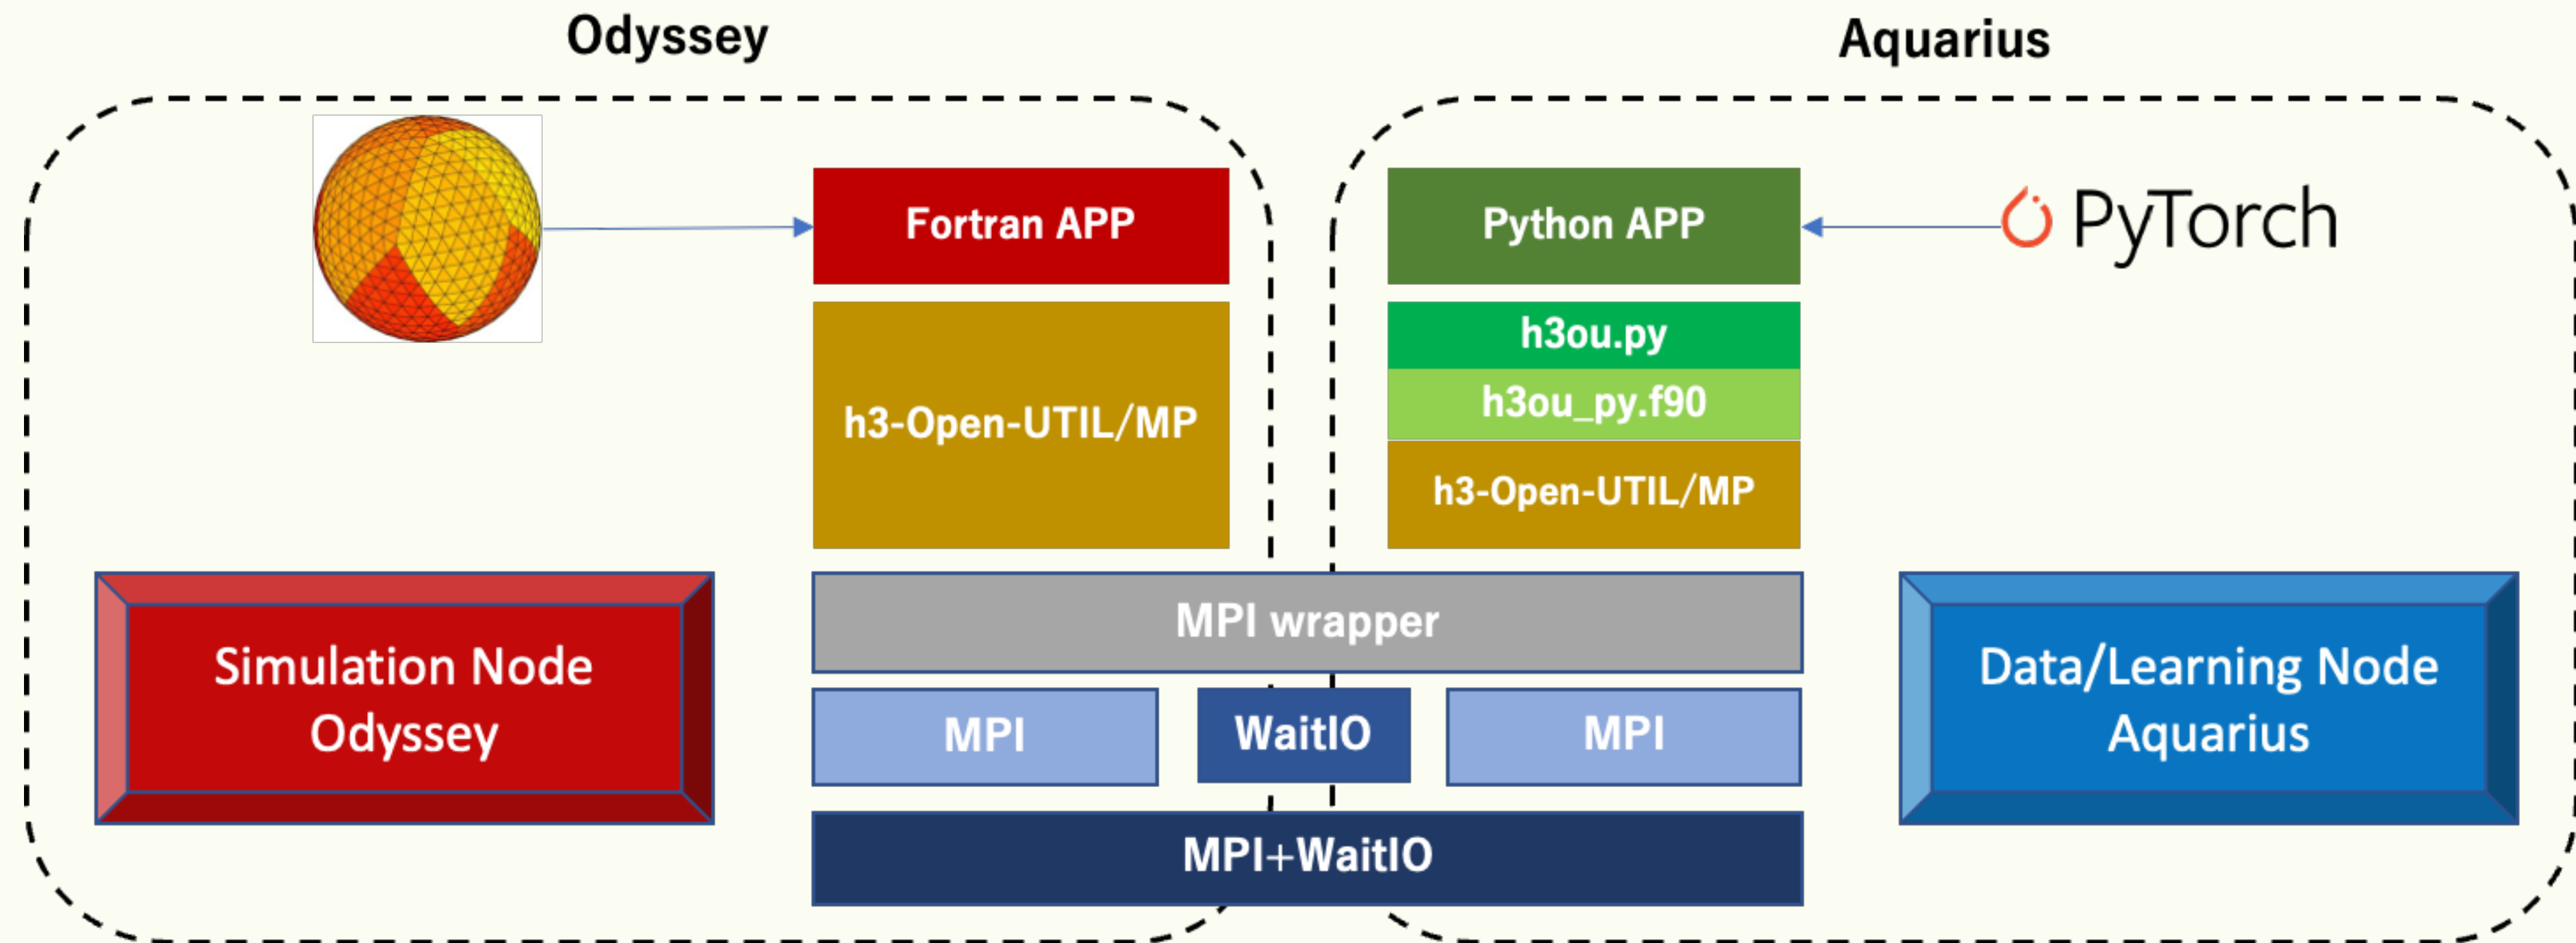 Odyssey
Aquarius
Fortran APP
Python APP
PyTorch
h3ou.py
h3ou_py.f90
h3-Open-UTIL/MP
h3-Open-UTIL/MP
MPI wrapper
Simulation Node
Odyssey
Data/Learning Node
Aquarius
MPI
WaitIO
MPI
MPI+WaitIO